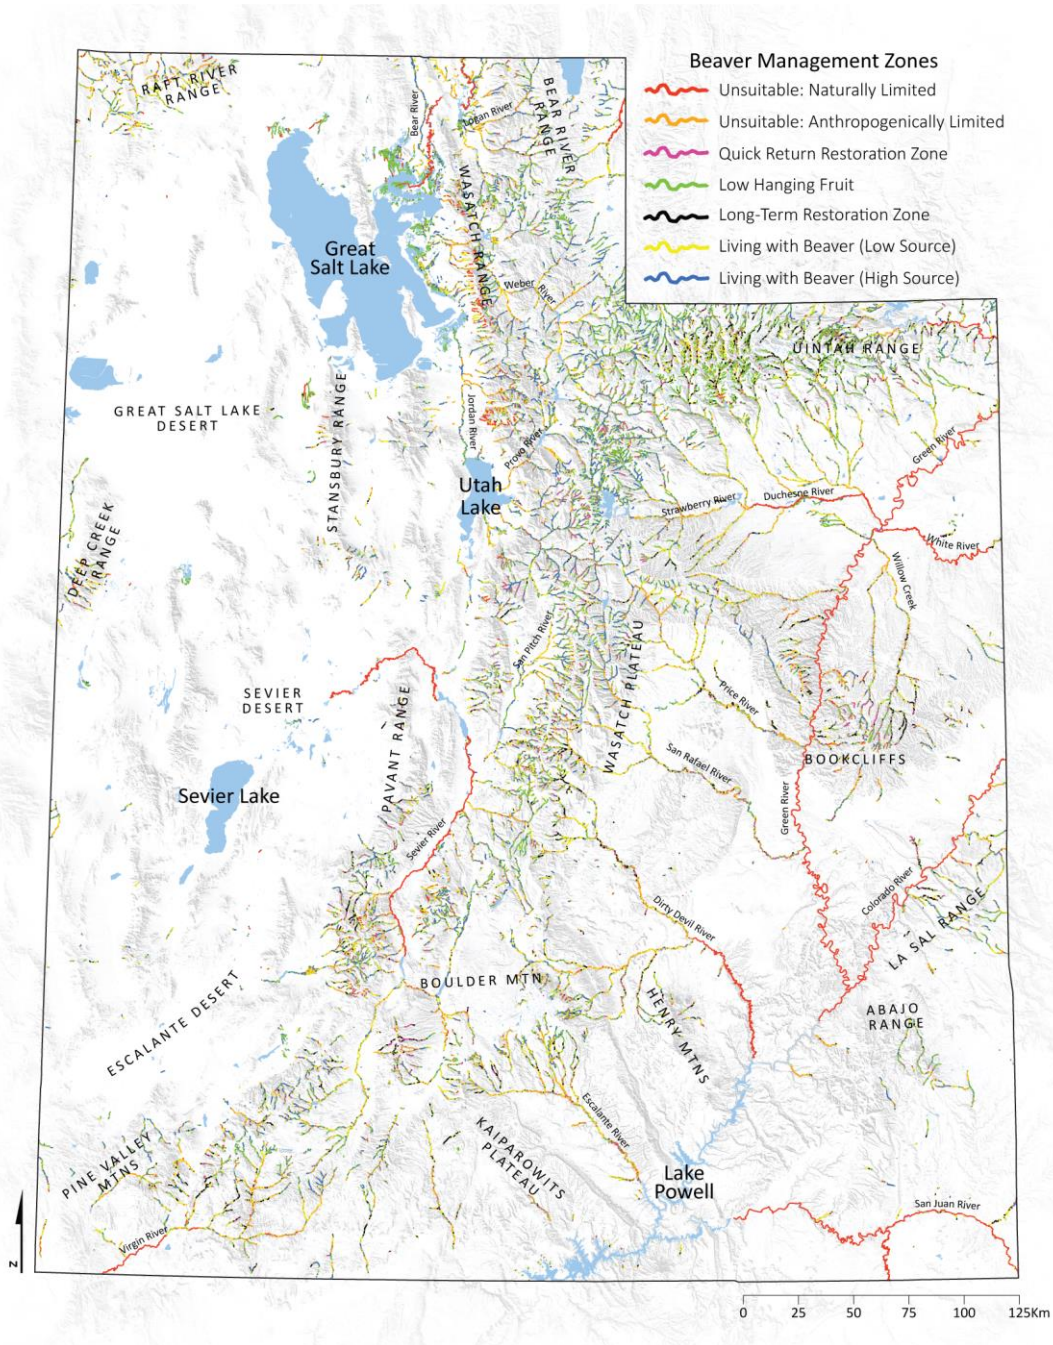 Beaver Management Zones
Unsuitable: Naturally Limited
Unsuitable: Anthropogenically Limited
Quick Return Restoration Zone
Low Hanging Fruit
Long-Term Restoration Zone
Living with Beaver (Low Source)
Living with Beaver (High Source)
RAFT RIVER
RANGE
Bear River
Logan River
BEAR RIVER
RANGE
WASATCH RANGE
Great
Salt Lake
Weber River
UINTAH RANGE
GREAT SALT LAKE
DESERT
STANSBURY RANGE
Jordan River
Provo River
Green River
Utah
Lake
Strawberry River
Duchesne River
White River
DEEP CREEK
RANGE
Willow Creek
San Pitch River
WASATCH PLATEAU
SEVIER
DESERT
PAVANT RANGE
Price River
San Rafael River
BOOKCLIFFS
Sevier Lake
Green River
Sevier River
Colorado River
LA SAL RANGE
Dirty Devil River
BOULDER MTN
HENRY MTNS
ABAJO
RANGE
ESCALANTE DESERT
Escalante River
KAIPAROWITS
PLATEAU
PINE VALLEY
MTNS
Lake
Powell
San Juan River
Virgin River
N
0 25 50 75 100 125Km